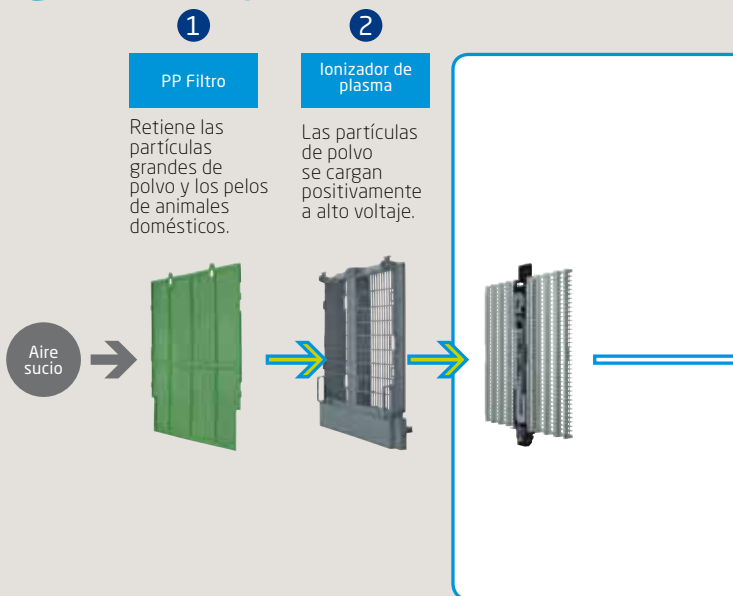 1
PP Filtro
Retiene las
partículas
grandes de
polvo y los pelos
de animales
domésticos.
2
Ionizador de
plasma
Las partículas
de polvo
se cargan
positivamente
a alto voltaje.
Aire
sucio